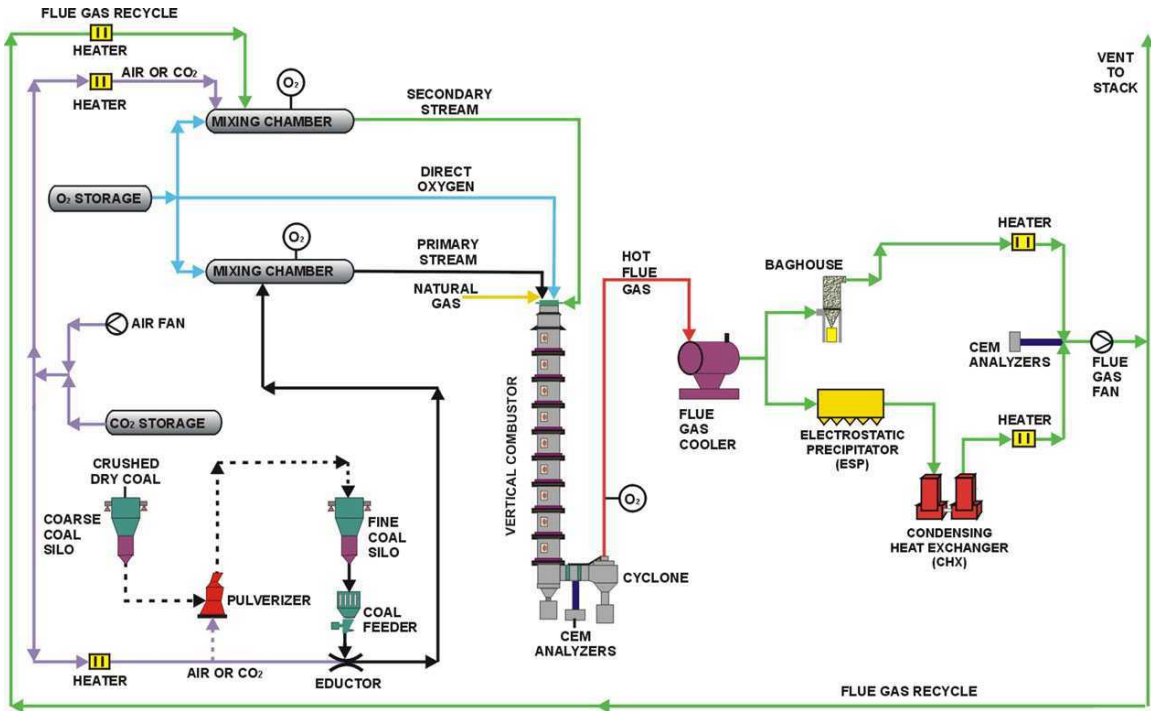 FLUE GAS RECYCLE
HEATER
AIR OR CO₂
HEATER
O₂
MIXING CHAMBER
SECONDARY
STREAM
VENT
TO
STACK
O₂ STORAGE
DIRECT
OXYGEN
O₂
MIXING CHAMBER
PRIMARY
STREAM
NATURAL
GAS
HOT
FLUE
GAS
BAGHOUSE
HEATER
AIR FAN
CEM
ANALYZERS
FLUE
GAS
FAN
CO₂ STORAGE
FLUE
GAS
COOLER
ELECTROSTATIC
PRECIPITATOR
(ESP)
HEATER
CRUSHED
DRY COAL
COARSE
COAL
SILO
FINE
COAL
SILO
VERTICAL COMBUSTOR
O₂
CONDENSING
HEAT EXCHANGER
(CHX)
PULVERIZER
COAL
FEEDER
CYCLONE
CEM
ANALYZERS
HEATER
AIR OR CO₂
EDUCTOR
FLUE GAS RECYCLE